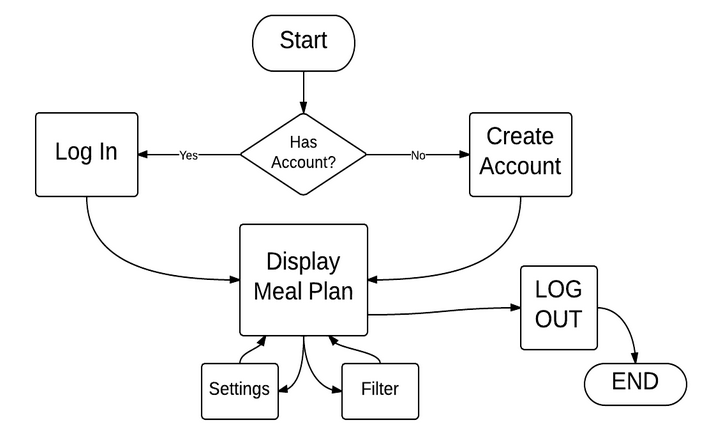 Start
Has
Account?
Yes
No
Log In
Create
Account
Display
Meal Plan
LOG
OUT
Settings
Filter
END